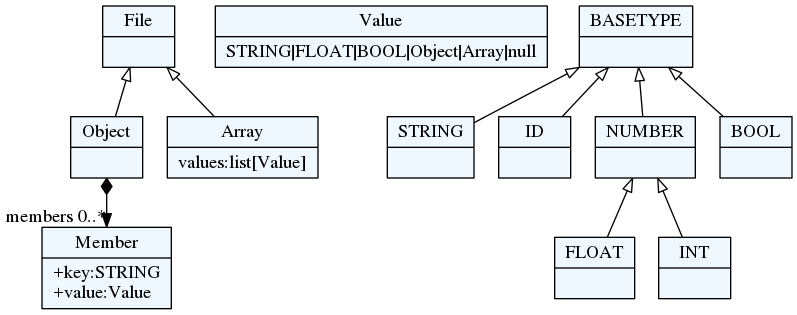 File
Value
STRING|FLOAT|BOOL|Object|Array|null
BASETYPE
Object
Array
values:list[Value]
STRING
ID
NUMBER
BOOL
members 0..*
Member
+key:STRING
+value:Value
FLOAT
INT